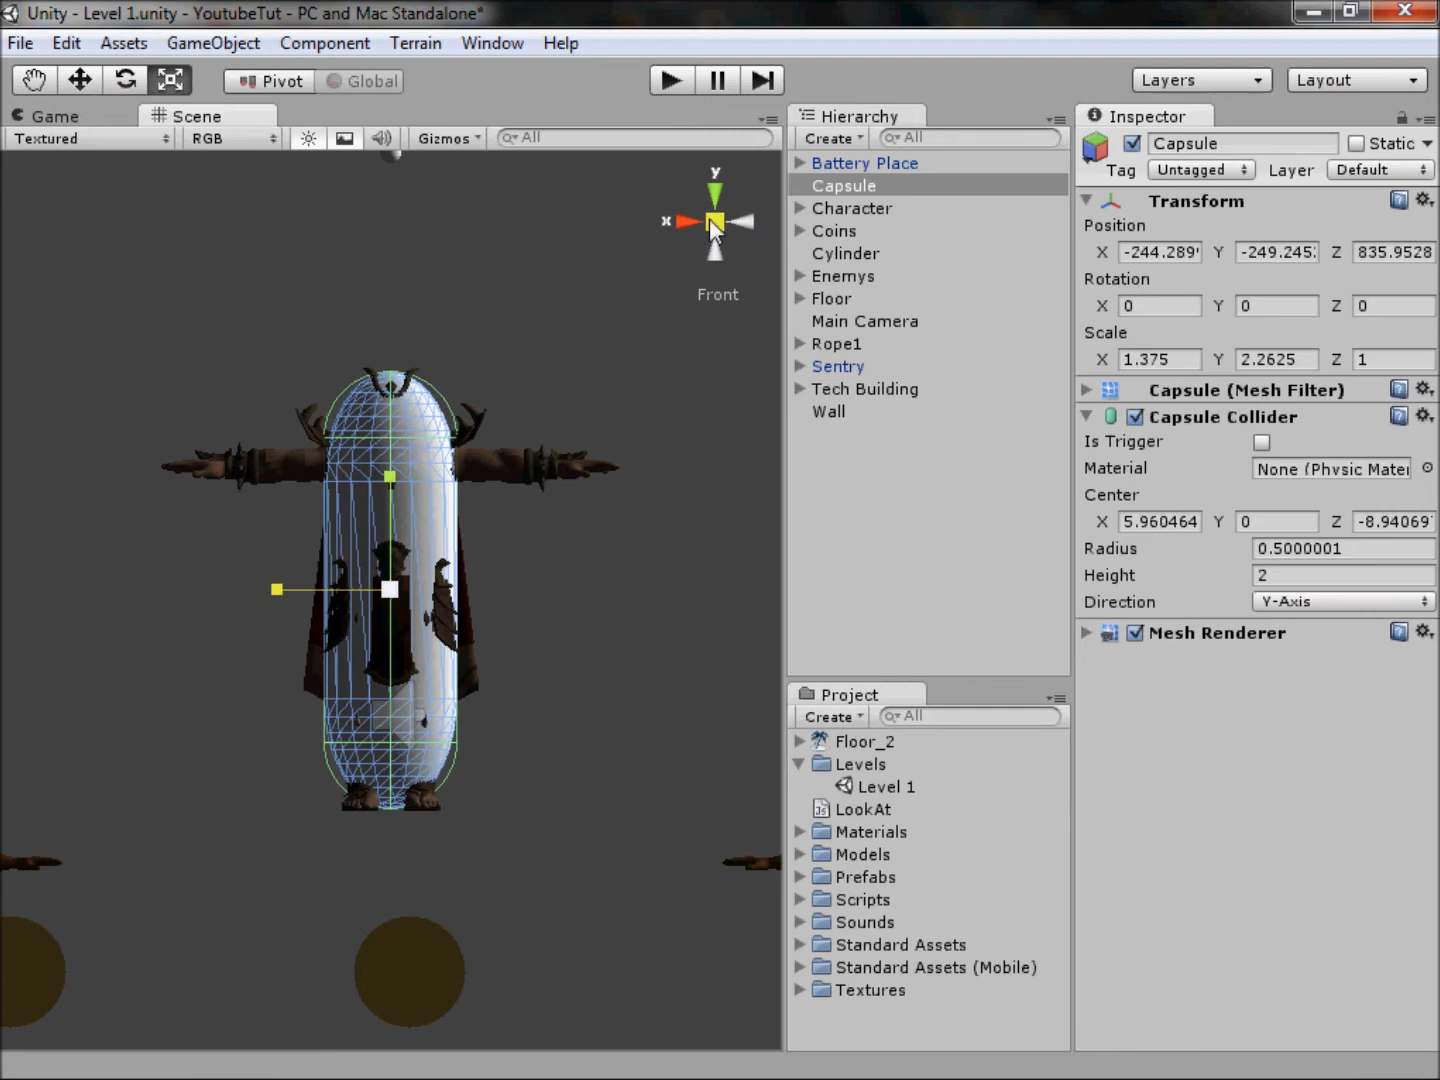 Unity - Level 1.unity - YoutubeTut - PC and Mac Standalone*
File Edit Assets GameObject Component Terrain Window Help
Pivot Global Layers Layout
Game Scene
Textured RGB Gizmos All
y
x
Front
Hierarchy
Create All
Battery Place
Capsule
Character
Coins
Cylinder
Enemys
Floor
Main Camera
Rope1
Sentry
Tech Building
Wall
Project
Create All
Floor_2
Levels
Level 1
LookAt
Materials
Models
Prefabs
Scripts
Sounds
Standard Assets
Standard Assets (Mobile)
Textures
Inspector
Capsule Static
Tag Untagged Layer Default
Transform
Position
X -244.289 Y -249.245 Z 835.9528
Rotation
X 0 Y 0 Z 0
Scale
X 1.375 Y 2.2625 Z 1
Capsule (Mesh Filter)
Capsule Collider
Is Trigger
Material None (Physic Mater
Center
X 5.960464 Y 0 Z -8.94069
Radius 0.5000001
Height 2
Direction Y-Axis
Mesh Renderer